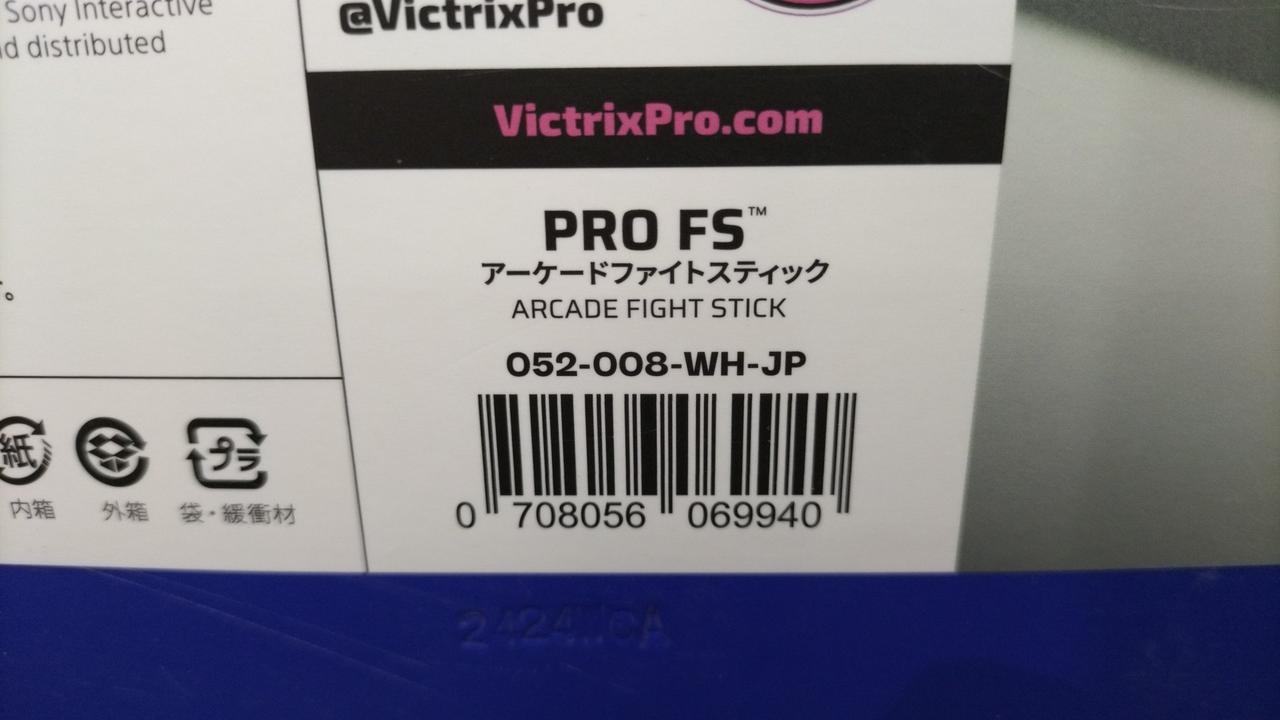 Sony Interactive
distributed
@VictrixPro
VictrixPro.com
PRO FS™
アーケードファイトスティック
ARCADE FIGHT STICK
052-008-WH-JP
0 708056 069940
。
紙
プラ
内箱
外箱
袋・緩衝材